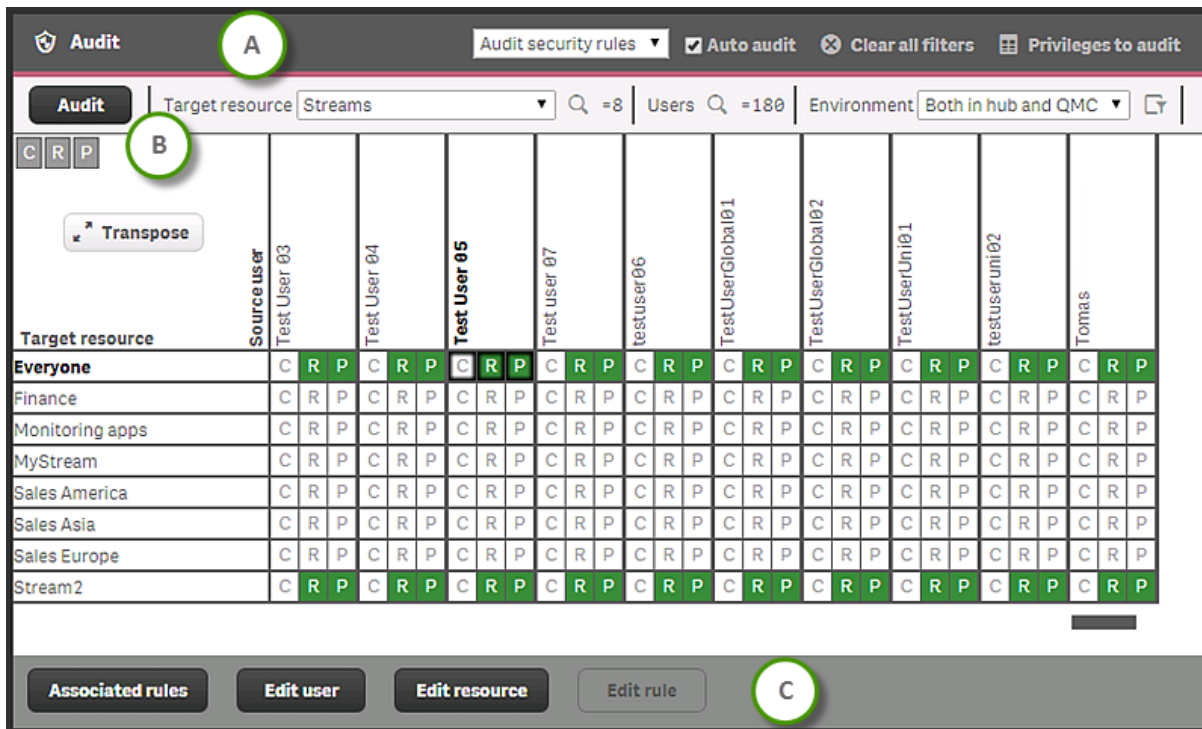 Audit
A
Audit security rules ▼
Auto audit
Clear all filters
Privileges to audit
Audit
Target resource Streams ▼ =8
Users =180
Environment Both in hub and QMC ▼
B
C R P
Transpose
Source user
Target resource
Test User 03
Test User 04
Test User 05
Test user 07
testuser06
TestUserGlobal01
TestUserGlobal02
TestUserUni01
testuseruni02
Tomas
Everyone C R P C R P C R P C R P C R P C R P C R P C R P C R P C R P
Finance C R P C R P C R P C R P C R P C R P C R P C R P C R P C R P
Monitoring apps C R P C R P C R P C R P C R P C R P C R P C R P C R P C R P
MyStream C R P C R P C R P C R P C R P C R P C R P C R P C R P C R P
Sales America C R P C R P C R P C R P C R P C R P C R P C R P C R P C R P
Sales Asia C R P C R P C R P C R P C R P C R P C R P C R P C R P C R P
Sales Europe C R P C R P C R P C R P C R P C R P C R P C R P C R P C R P
Stream2 C R P C R P C R P C R P C R P C R P C R P C R P C R P C R P
Associated rules
Edit user
Edit resource
Edit rule
C